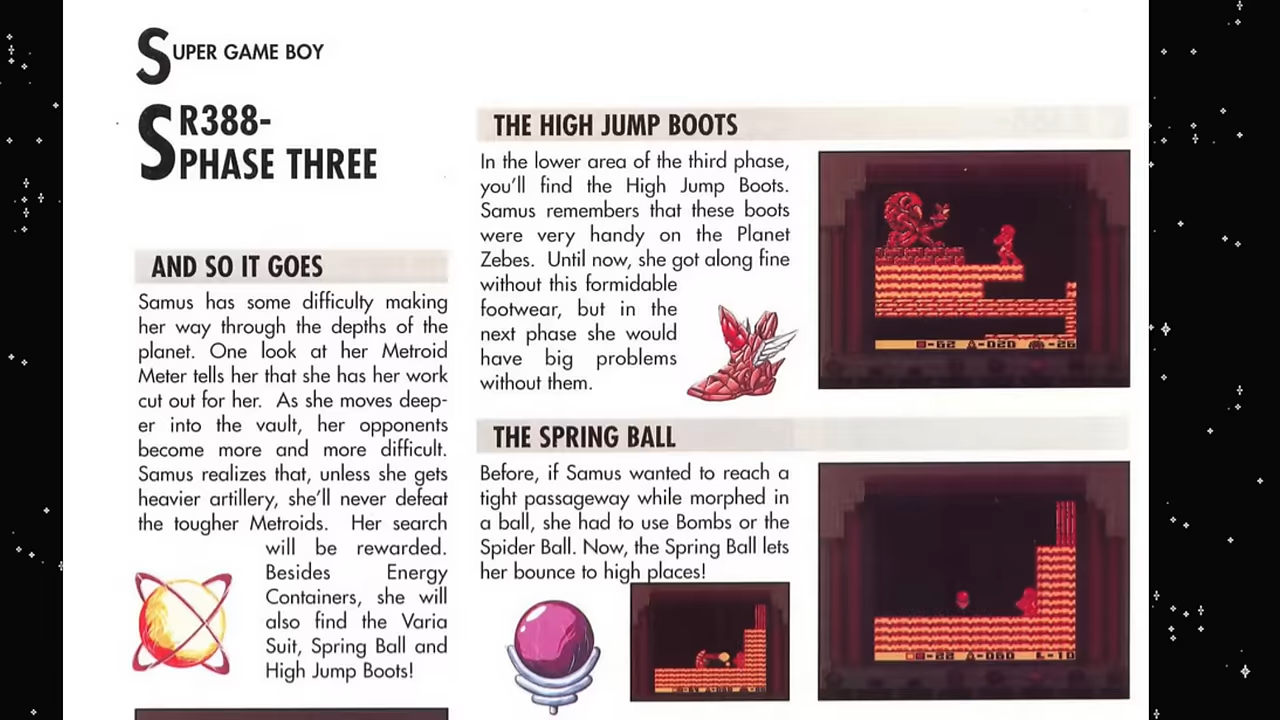 SUPER GAME BOY
SR388-
PHASE THREE
AND SO IT GOES
Samus has some difficulty making
her way through the depths of the
planet. One look at her Metroid
Meter tells her that she has her work
cut out for her. As she moves deep-
er into the vault, her opponents
become more and more difficult.
Samus realizes that, unless she gets
heavier artillery, she'll never defeat
the tougher Metroids. Her search
will be rewarded.
Besides Energy
Containers, she will
also find the Varia
Suit, Spring Ball and
High Jump Boots!
THE HIGH JUMP BOOTS
In the lower area of the third phase,
you'll find the High Jump Boots.
Samus remembers that these boots
were very handy on the Planet
Zebes. Until now, she got along fine
without this formidable
footwear, but in the
next phase she would
have big problems
without them.
THE SPRING BALL
Before, if Samus wanted to reach a
tight passageway while morphed in
a ball, she had to use Bombs or the
Spider Ball. Now, the Spring Ball lets
her bounce to high places!